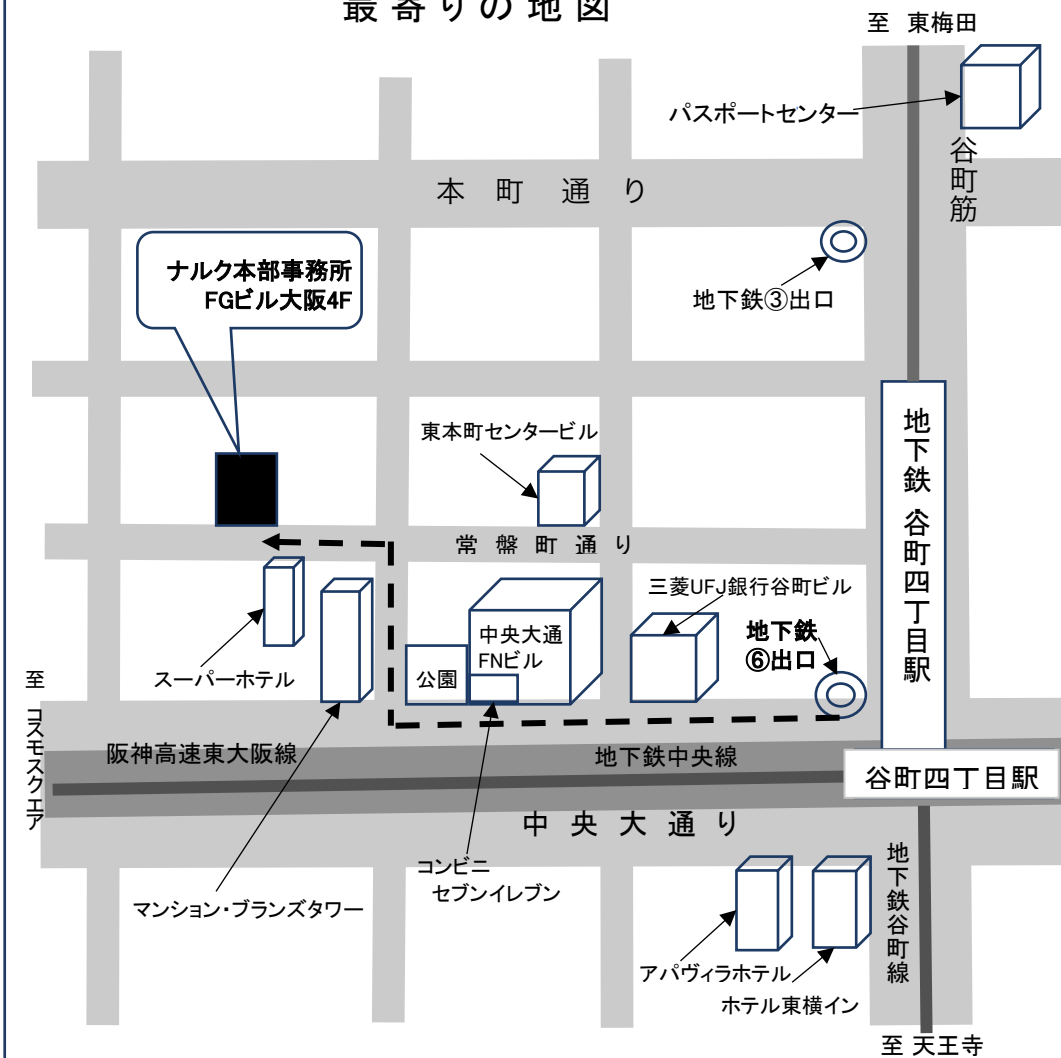 最寄りの地図
至 東梅田
パスポートセンター
谷町筋
本町通り
ナルク本部事務所
FGビル大阪4F
地下鉄③出口
東本町センタービル
地下鉄 谷町四丁目駅
常盤町通り
三菱UFJ銀行谷町ビル
地下鉄
⑥出口
中央大通
FNビル
公園
スーパーホテル
至 コスモスクエア
阪神高速東大阪線
地下鉄中央線
谷町四丁目駅
中央大通り
コンビニ
セブンイレブン
マンション・ブランズタワー
地下鉄谷町線
アパヴィラホテル
ホテル東横イン
至 天王寺